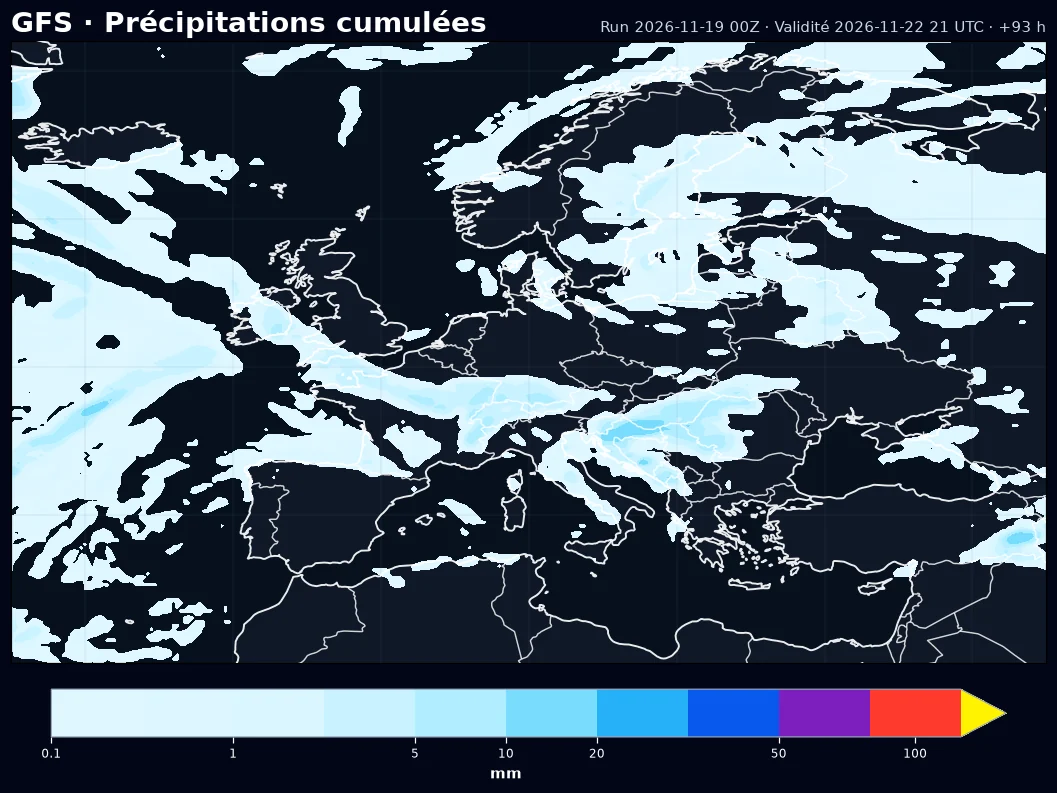 GFS · Précipitations cumulées
Run 2026-11-19 00Z · Validité 2026-11-22 21 UTC · +93 h
0.1 1 5 10 20 50 100
mm